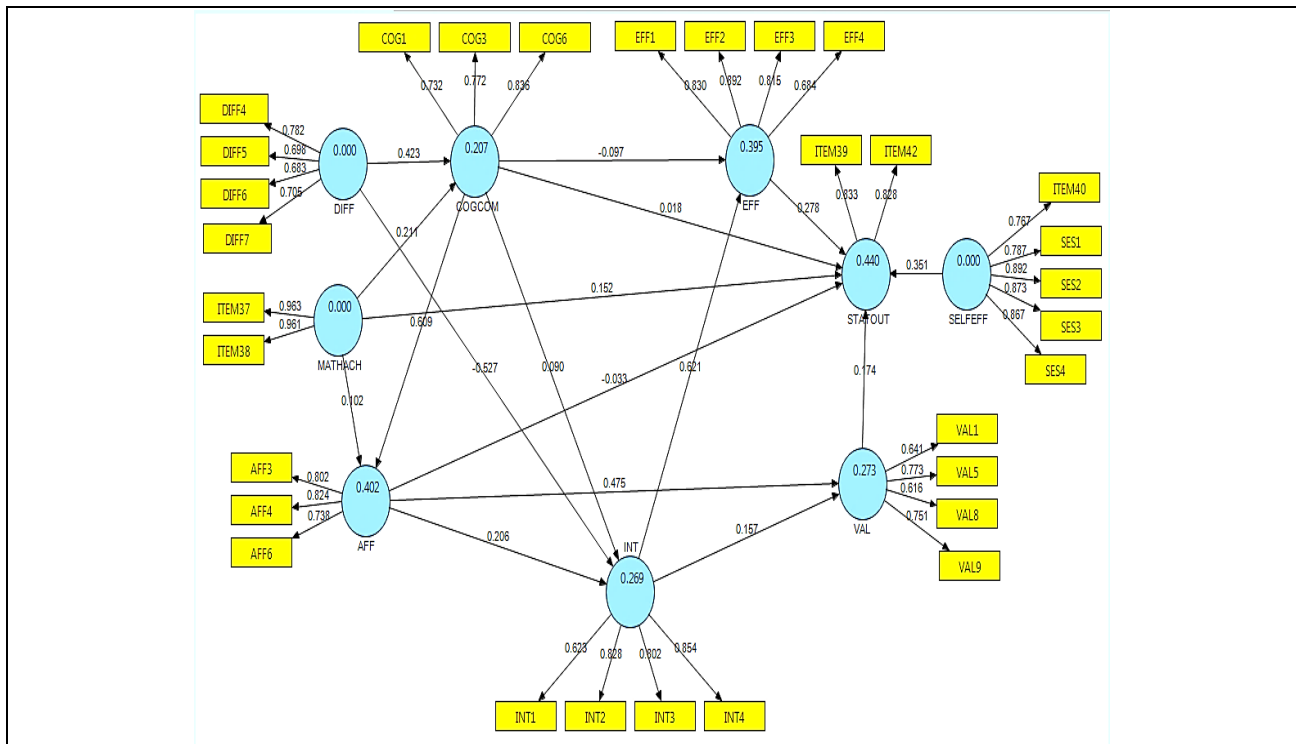 COG1 COG3 COG6
EFF1 EFF2 EFF3 EFF4
0.732 0.772 0.836
0.830 0.892 0.815 0.684
DIFF4
DIFF5
DIFF6
DIFF7
0.782
0.698
0.683
0.705
0.000
DIFF
0.423
0.207
COGCOM
-0.097
0.395
EFF
ITEM39 ITEM42
0.833 0.828
0.278
0.018
0.211
ITEM40
SES1
SES2
SES3
SES4
0.767
0.787
0.892
0.873
0.867
0.000
SELFEFF
0.351
0.440
STATOUT
ITEM37
ITEM38
0.963
0.961
0.000
MATHACH
0.152
0.609
-0.527
0.090
-0.033
0.621
0.174
0.102
AFF3
AFF4
AFF6
0.802
0.824
0.738
0.402
AFF
0.475
0.206
0.273
VAL
VAL1
VAL5
VAL8
VAL9
0.641
0.773
0.616
0.751
0.157
INT
0.269
0.623 0.828 0.802 0.854
INT1 INT2 INT3 INT4